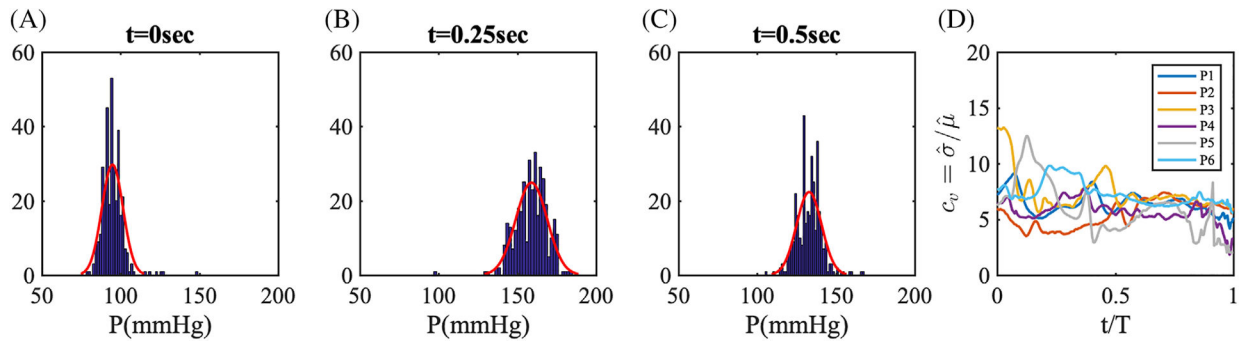 (A)
t=0sec
60
40
20
0
50
100
150
200
P(mmHg)
(B)
t=0.25sec
60
40
20
0
50
100
150
200
P(mmHg)
(C)
t=0.5sec
60
40
20
0
50
100
150
200
P(mmHg)
(D)
20
15
10
5
0
0
0.5
1
t/T
c_v = σ̂/μ̂
P1
P2
P3
P4
P5
P6